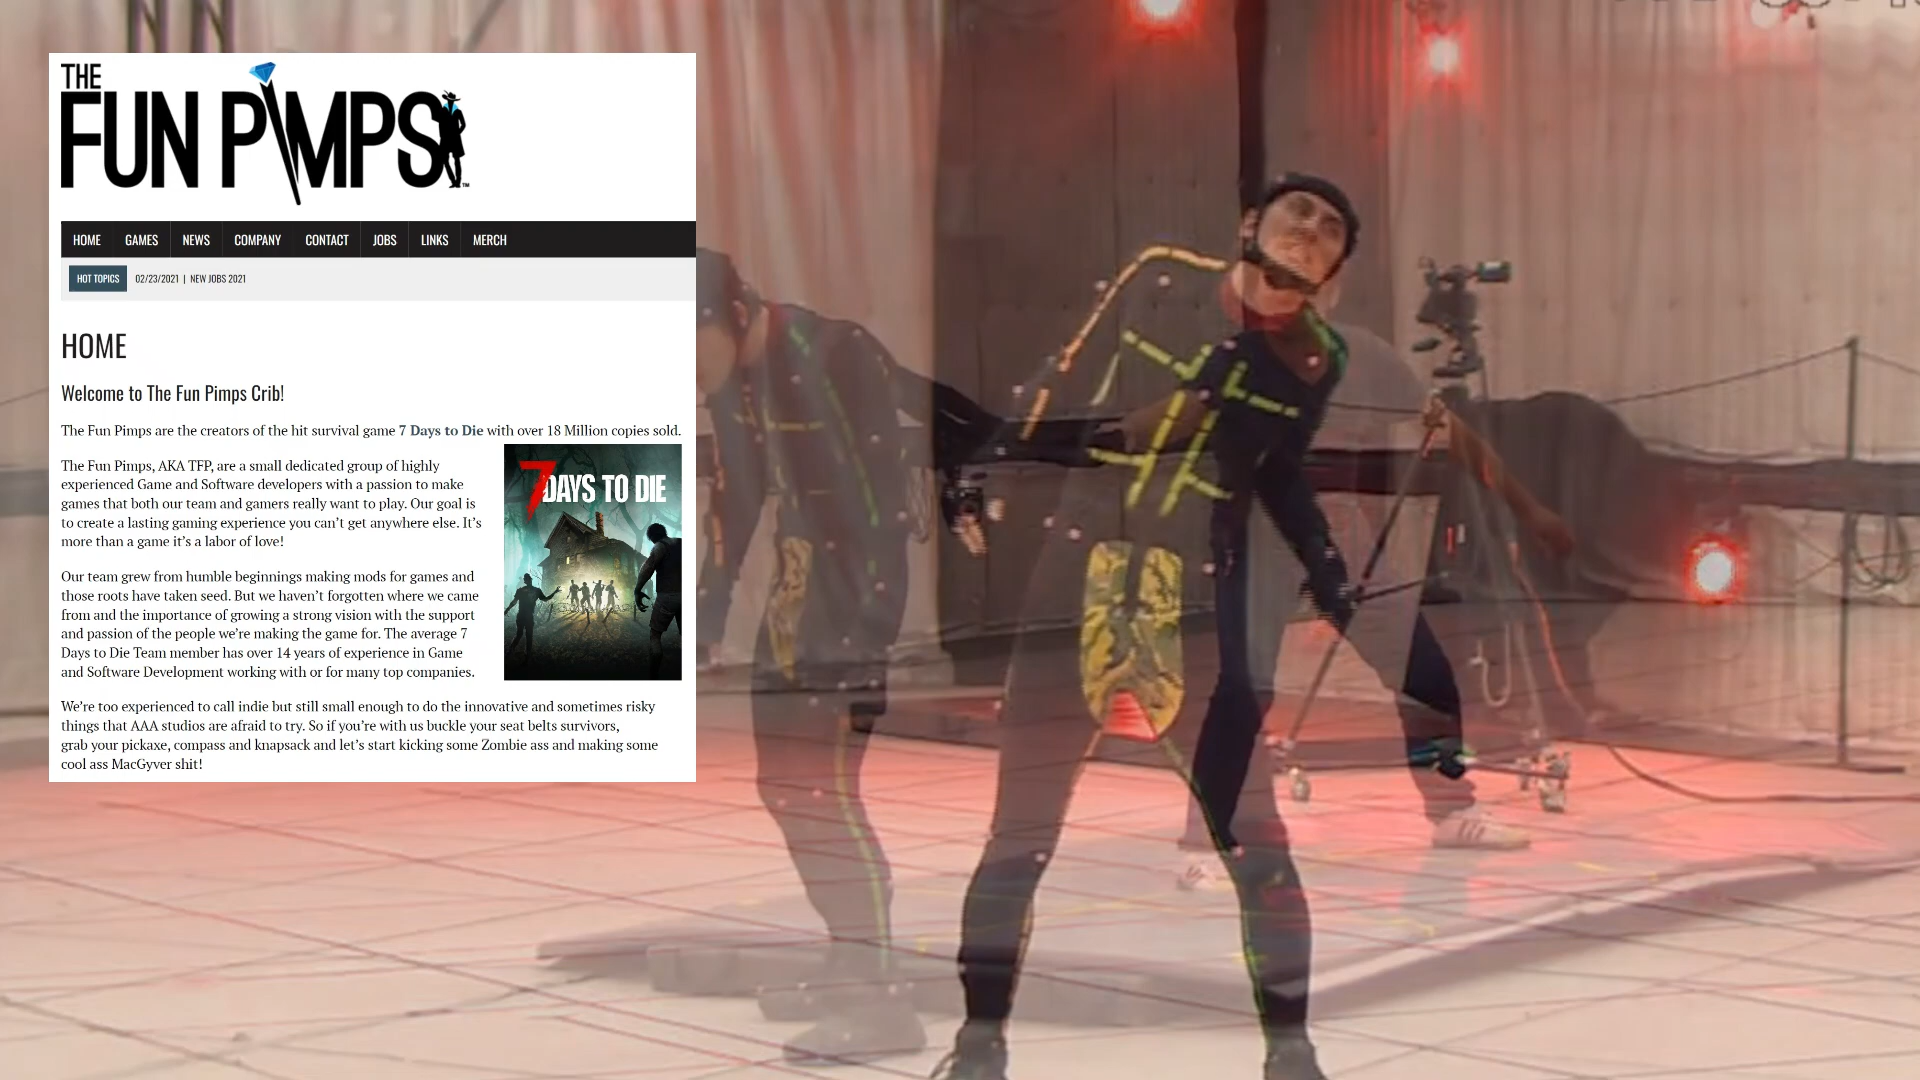 THE
FUN PIMPS™
HOME GAMES NEWS COMPANY CONTACT JOBS LINKS MERCH
HOT TOPICS 02/23/2021 | NEW JOBS 2021
HOME
Welcome to The Fun Pimps Crib!
The Fun Pimps are the creators of the hit survival game 7 Days to Die with over 18 Million copies sold.
The Fun Pimps, AKA TFP, are a small dedicated group of highly
experienced Game and Software developers with a passion to make
games that both our team and gamers really want to play. Our goal is
to create a lasting gaming experience you can't get anywhere else. It's
more than a game it's a labor of love!
7 DAYS TO DIE
Our team grew from humble beginnings making mods for games and
those roots have taken seed. But we haven't forgotten where we came
from and the importance of growing a strong vision with the support
and passion of the people we're making the game for. The average 7
Days to Die Team member has over 14 years of experience in Game
and Software Development working with or for many top companies.
We're too experienced to call indie but still small enough to do the innovative and sometimes risky
things that AAA studios are afraid to try. So if you're with us buckle your seat belts survivors,
grab your pickaxe, compass and knapsack and let's start kicking some Zombie ass and making some
cool ass MacGyver shit!